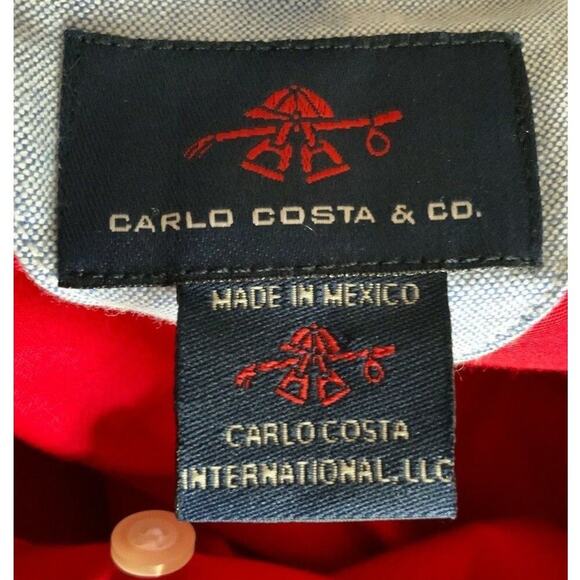 CARLO COSTA & CO.
MADE IN MEXICO
CARLO COSTA
INTERNATIONAL, LLC